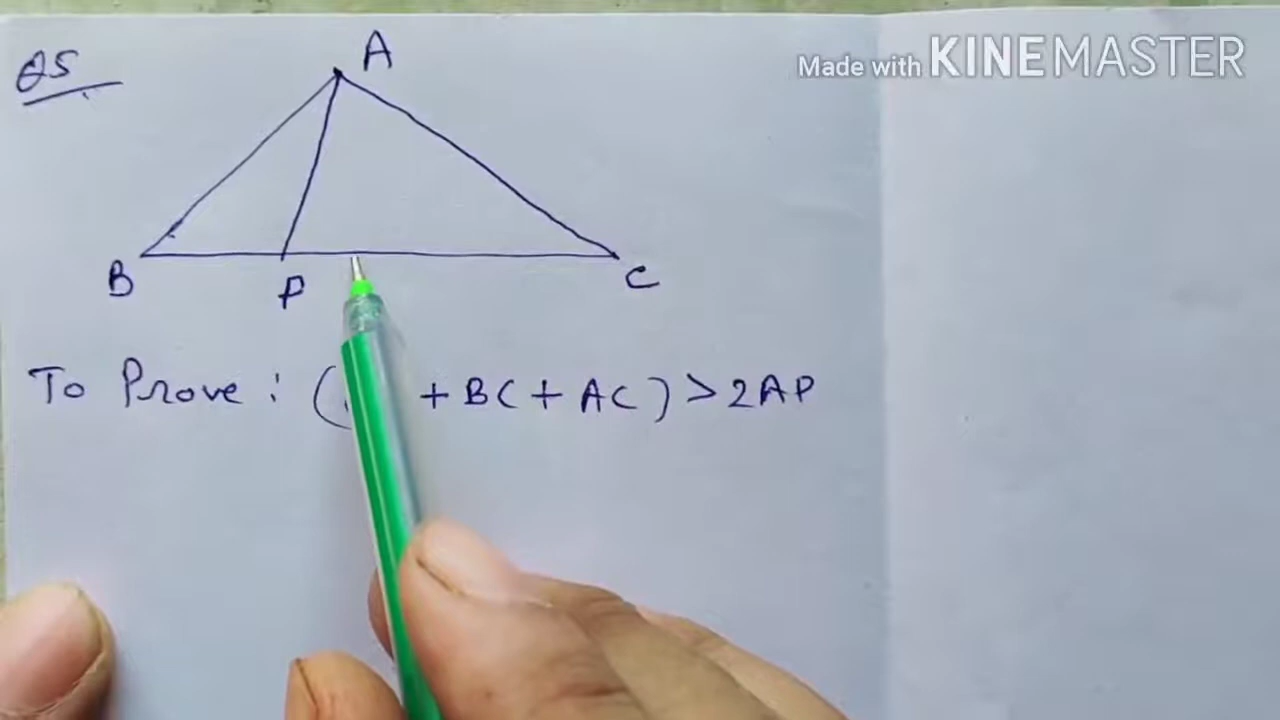 Q5
A
Made with KINEMASTER
B
P
C
To Prove : ( + BC + AC ) > 2AP